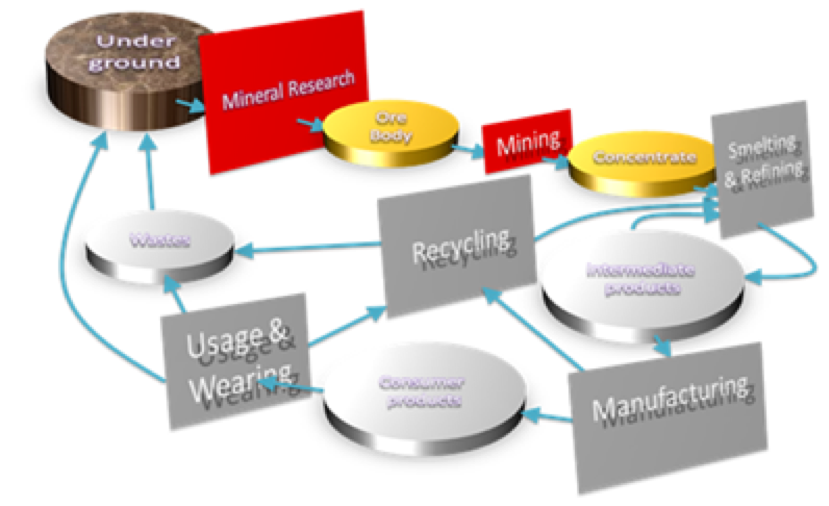 Under
ground
Mineral Research
Ore
Body
Mining
Concentrate
Smelting
& Refining
Wastes
Recycling
Intermediate
products
Usage &
Wearing
Consumer
products
Manufacturing